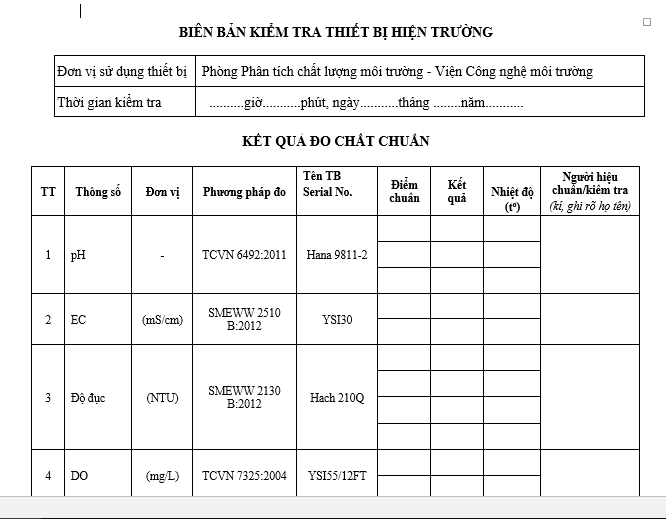 BIÊN BẢN KIỂM TRA THIẾT BỊ HIỆN TRƯỜNG
Đơn vị sử dụng thiết bị Phòng Phân tích chất lượng môi trường - Viện Công nghệ môi trường
Thời gian kiểm tra ..........giờ...........phút, ngày...........tháng ........năm...........
KẾT QUẢ ĐO CHẤT CHUẨN
TT Thông số Đơn vị Phương pháp đo Tên TB Serial No. Điểm chuẩn Kết quả Nhiệt độ (t°) Người hiệu chuẩn/kiểm tra (kí, ghi rõ họ tên)
1 pH - TCVN 6492:2011 Hana 9811-2
2 EC (mS/cm) SMEWW 2510 B:2012 YSI30
3 Độ đục (NTU) SMEWW 2130 B:2012 Hach 210Q
4 DO (mg/L) TCVN 7325:2004 YSI55/12FT